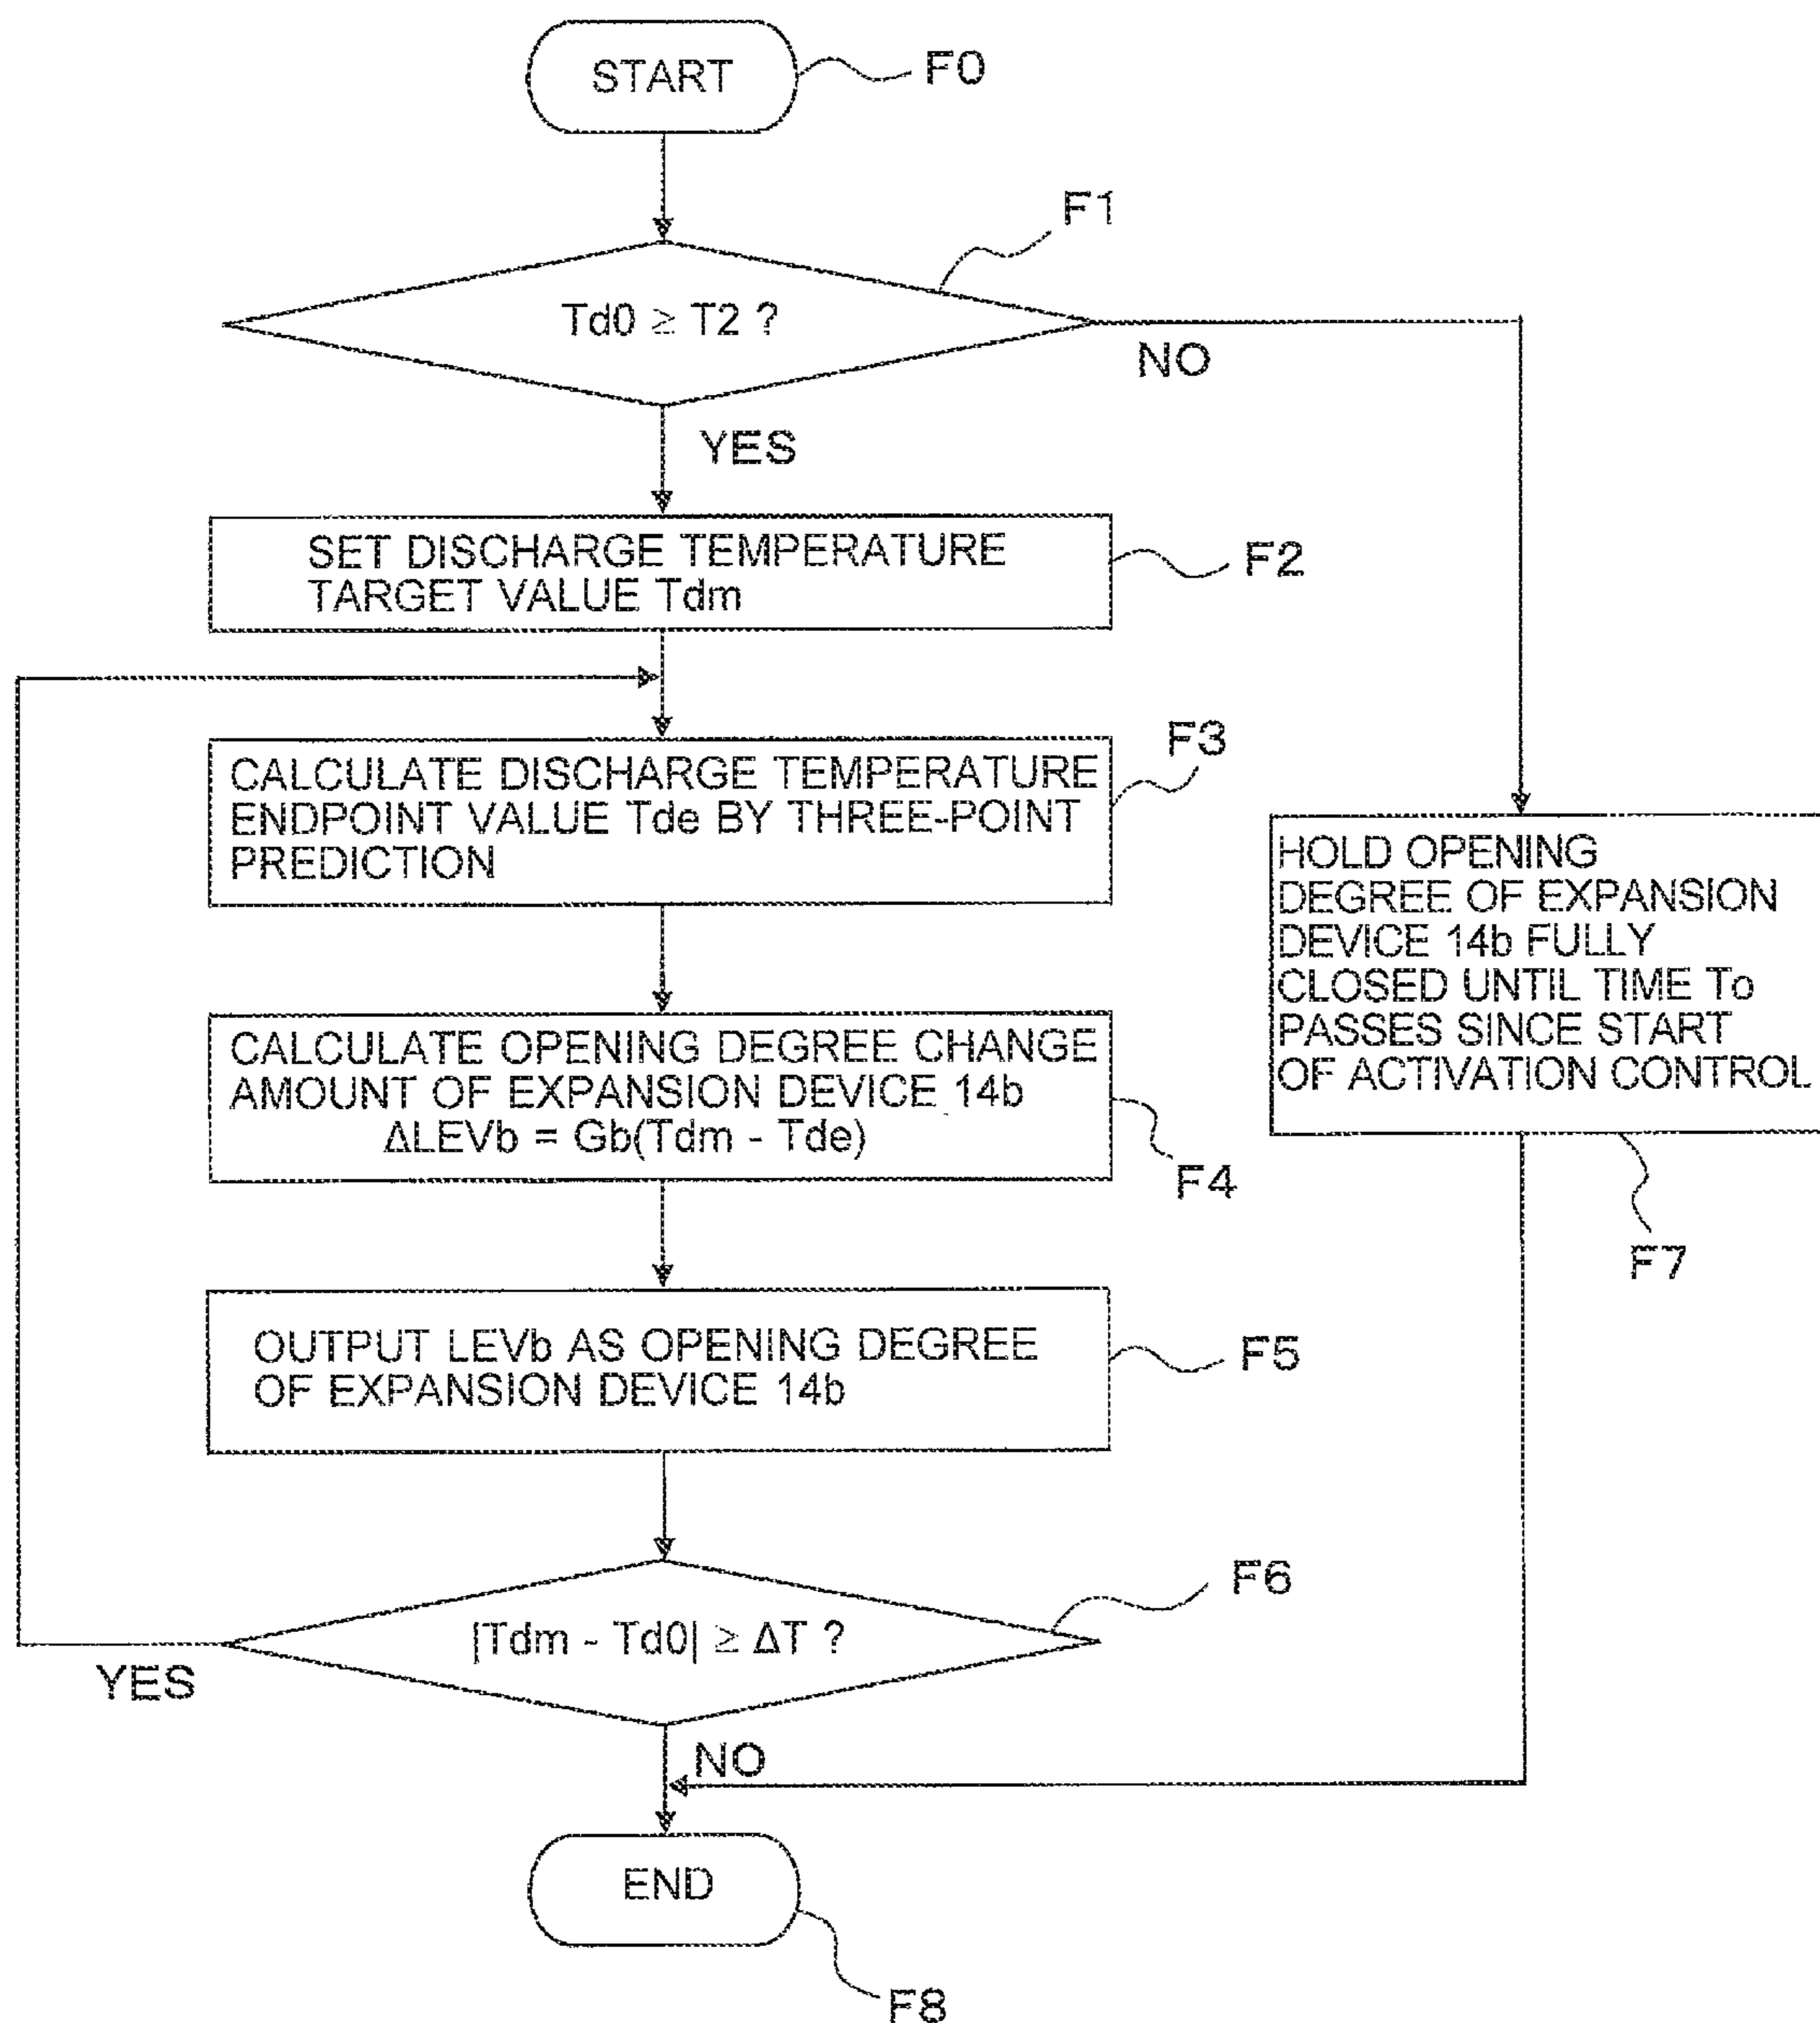 START
F0
F1
Td0 ≥ T2 ?
NO
YES
SET DISCHARGE TEMPERATURE
TARGET VALUE Tdm
F2
F3
CALCULATE DISCHARGE TEMPERATURE
ENDPOINT VALUE Tde BY THREE-POINT
PREDICTION
HOLD OPENING
DEGREE OF EXPANSION
DEVICE 14b FULLY
CLOSED UNTIL TIME To
PASSES SINCE START
OF ACTIVATION CONTROL
CALCULATE OPENING DEGREE CHANGE
AMOUNT OF EXPANSION DEVICE 14b
ΔLEVb = Gb(Tdm - Tde)
F4
F7
OUTPUT LEVb AS OPENING DEGREE
OF EXPANSION DEVICE 14b
F5
F6
|Tdm - Td0| ≥ ΔT ?
YES
NO
END
F8